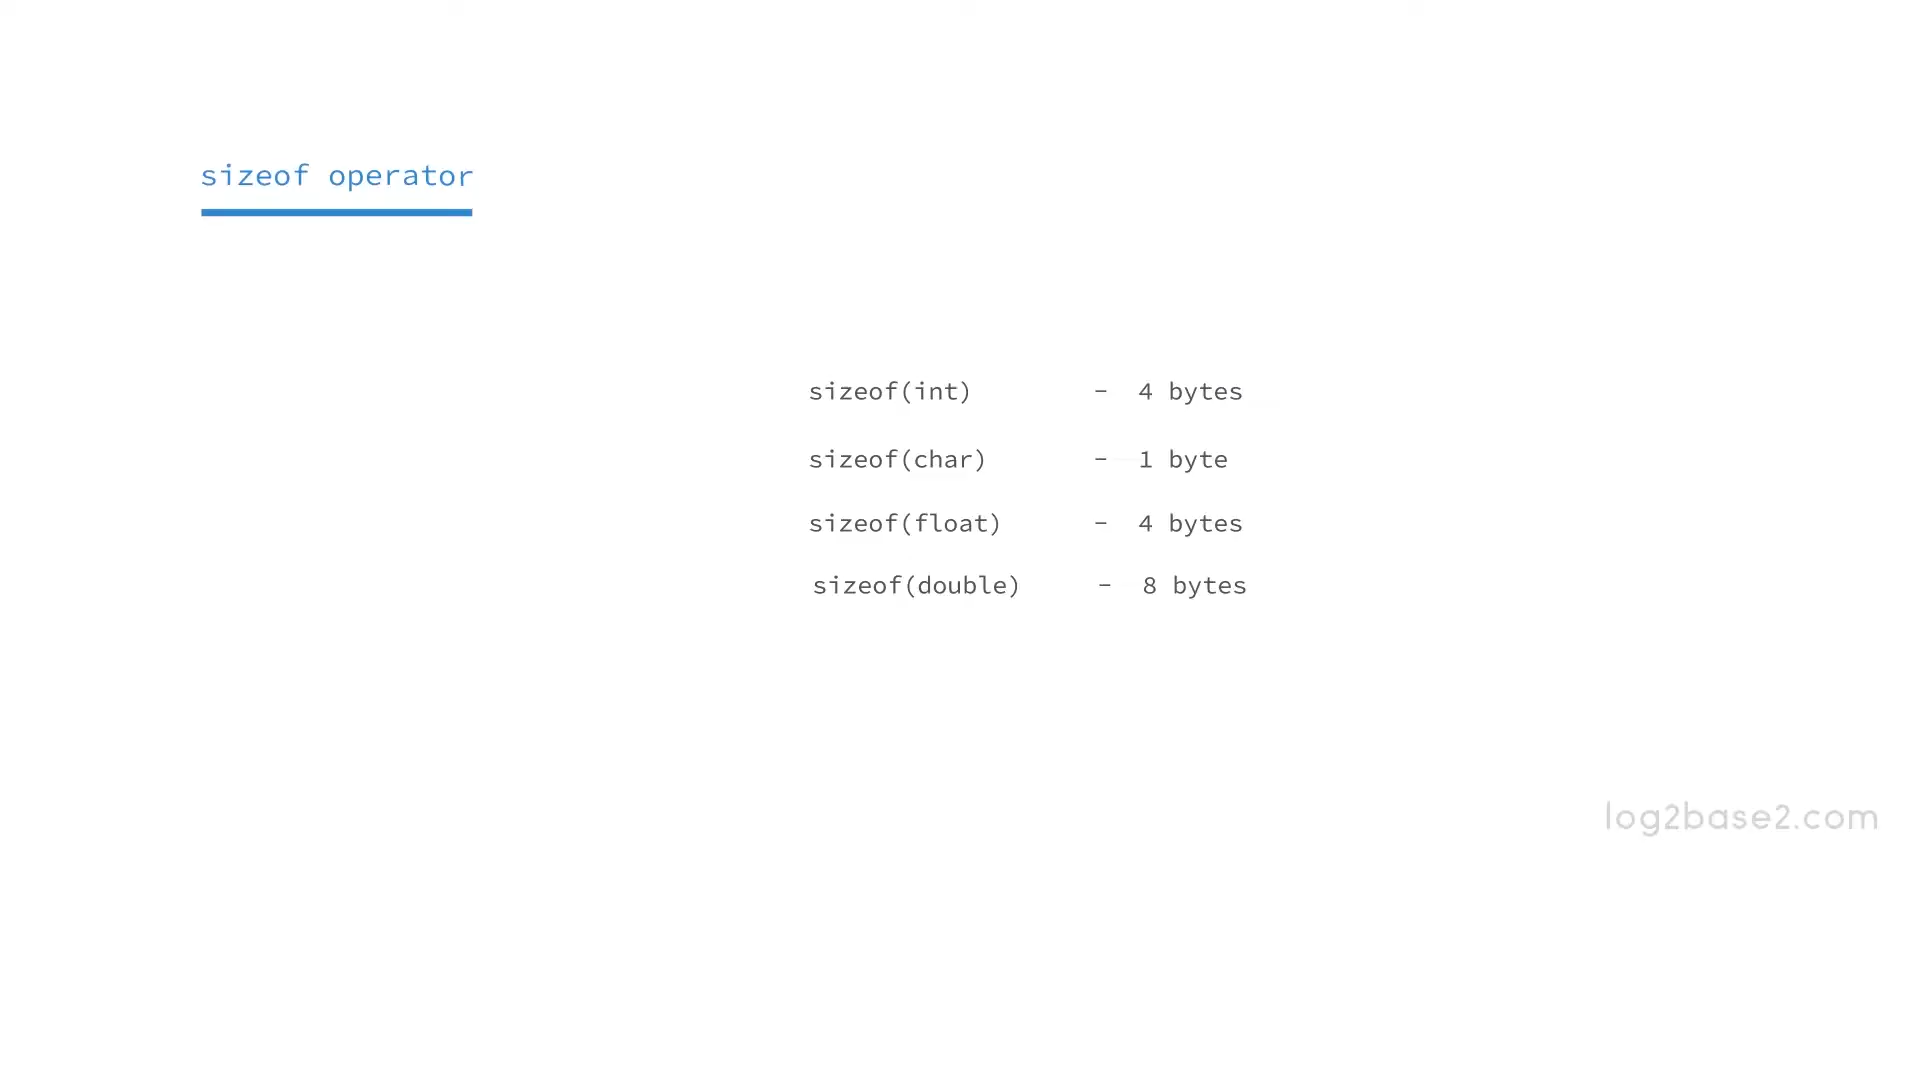 sizeof operator
sizeof(int) - 4 bytes
sizeof(char) - 1 byte
sizeof(float) - 4 bytes
sizeof(double) - 8 bytes
log2base2.com